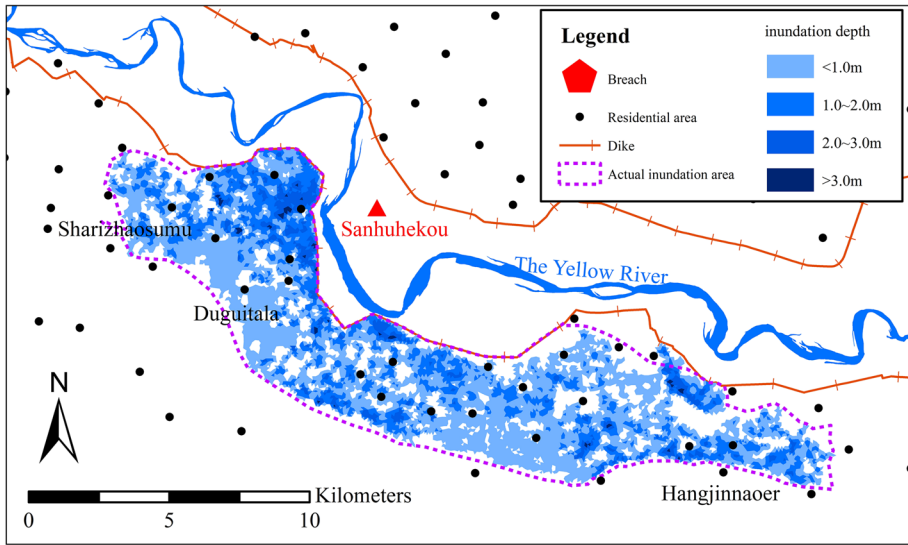 Legend
Breach
Residential area
Dike
Actual inundation area
inundation depth
<1.0m
1.0~2.0m
2.0~3.0m
>3.0m
Sharizhaosumu
Sanhuhekou
The Yellow River
Duguitala
Hangjinnaoer
N
Kilometers
0 5 10